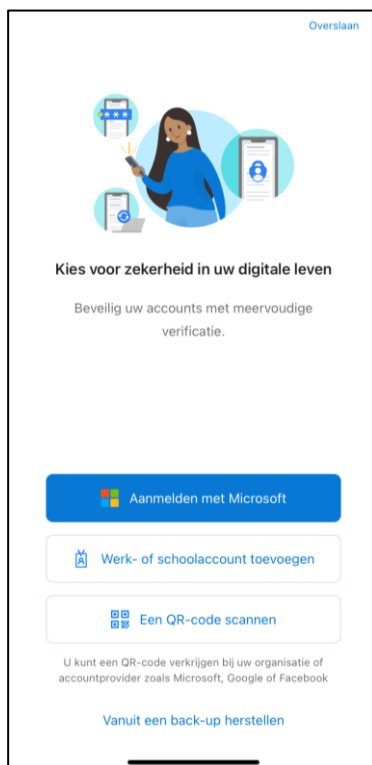 Overslaan
* * * *
Kies voor zekerheid in uw digitale leven
Beveilig uw accounts met meervoudige
verificatie.
Aanmelden met Microsoft
Werk- of schoolaccount toevoegen
Een QR-code scannen
U kunt een QR-code verkrijgen bij uw organisatie of
accountprovider zoals Microsoft, Google of Facebook
Vanuit een back-up herstellen